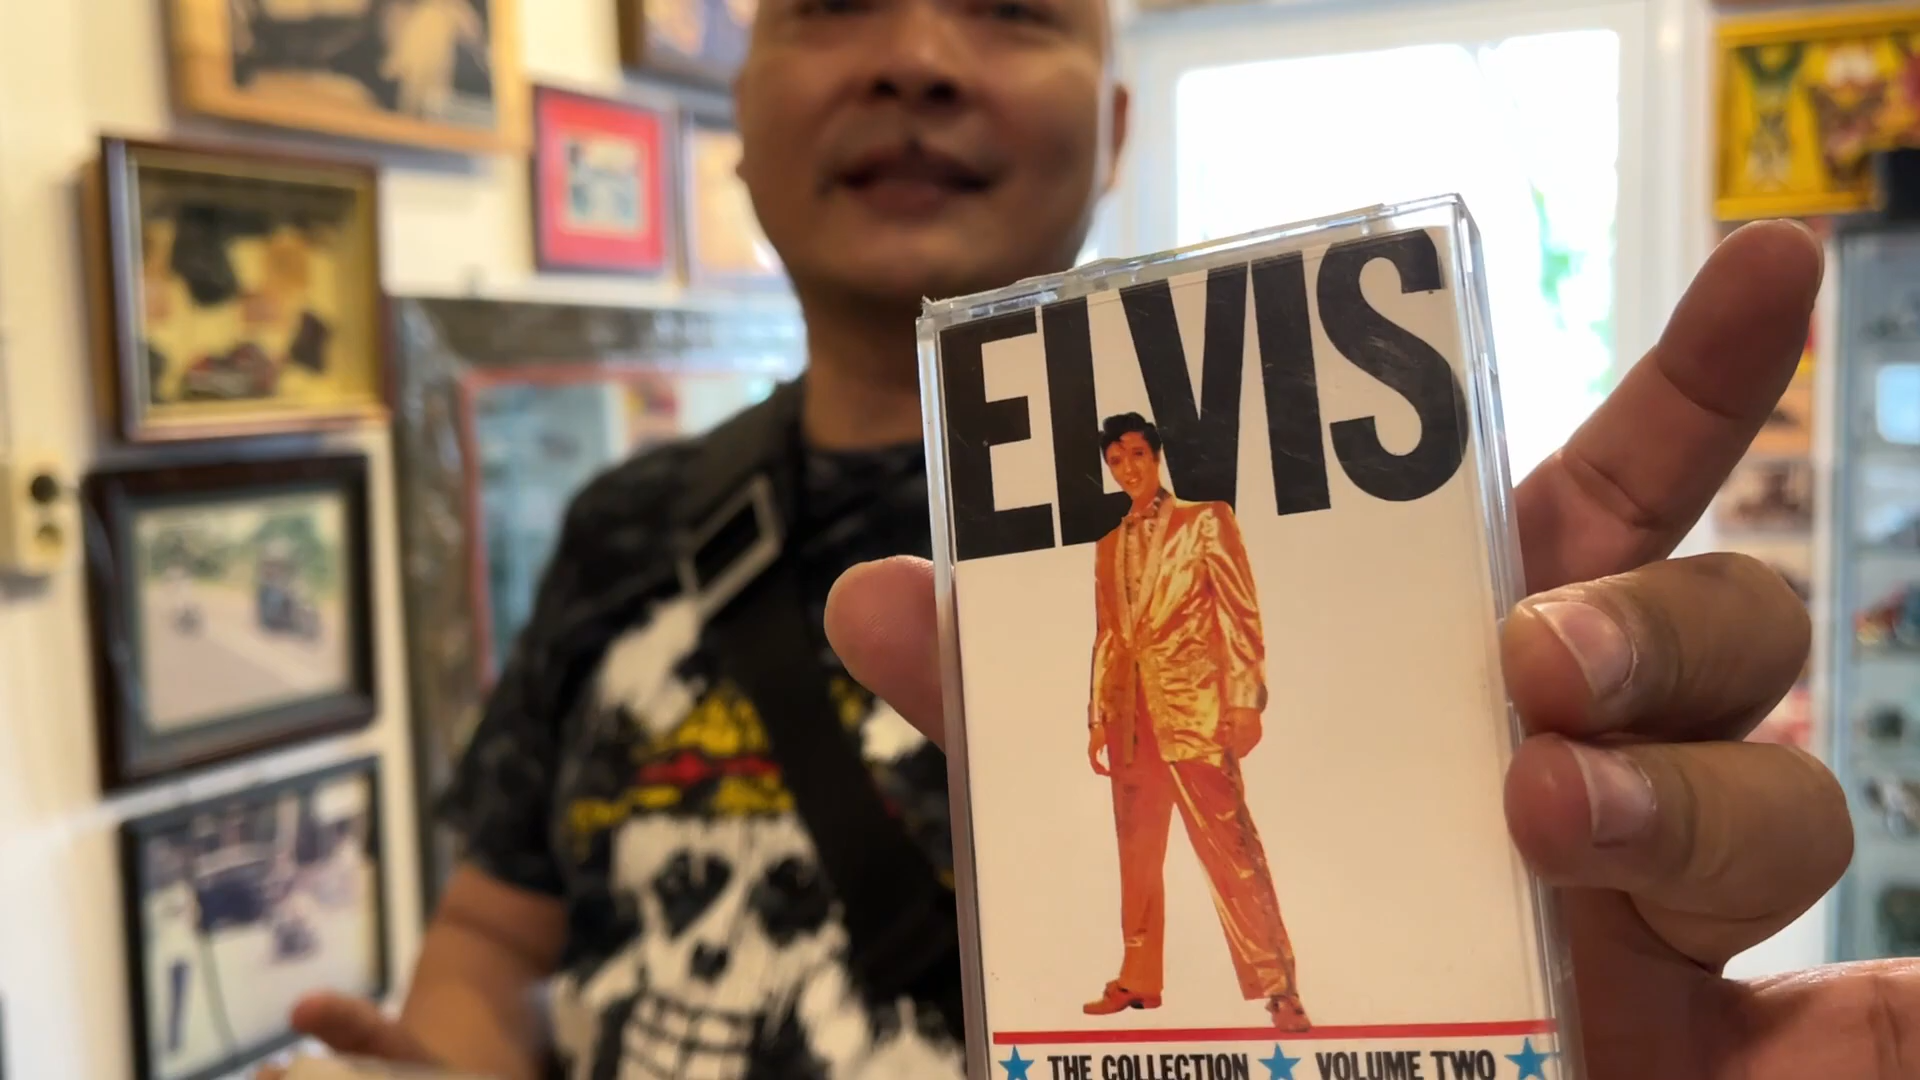 ELVIS
★ THE COLLECTION ★ VOLUME TWO ★